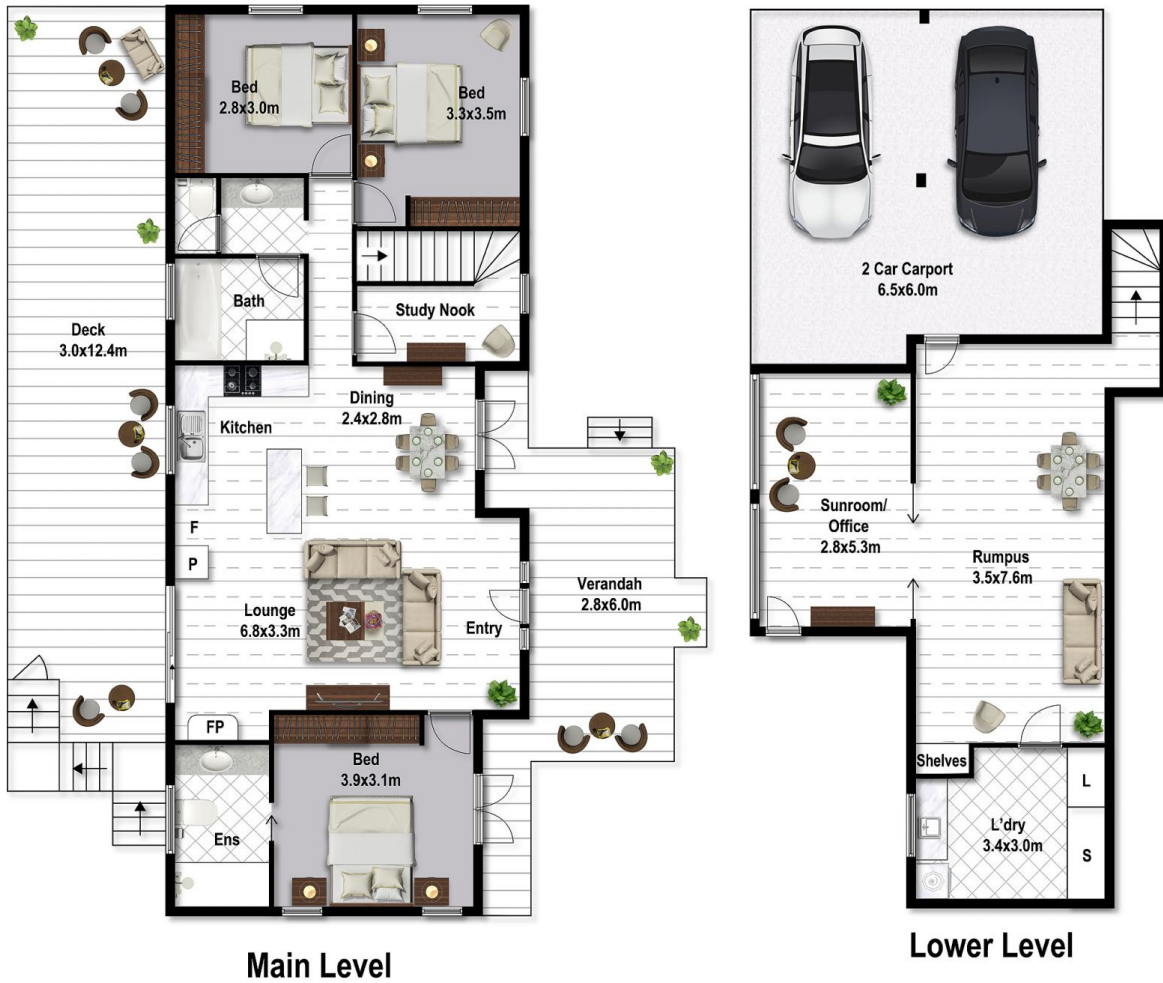 Bed
2.8x3.0m
Bed
3.3x3.5m
Bath
Study Nook
Deck
3.0x12.4m
Kitchen
Dining
2.4x2.8m
F
P
Lounge
6.8x3.3m
Entry
Verandah
2.8x6.0m
FP
Bed
3.9x3.1m
Ens
Main Level
2 Car Carport
6.5x6.0m
Sunroom/
Office
2.8x5.3m
Rumpus
3.5x7.6m
Shelves
L
L'dry
3.4x3.0m
S
Lower Level